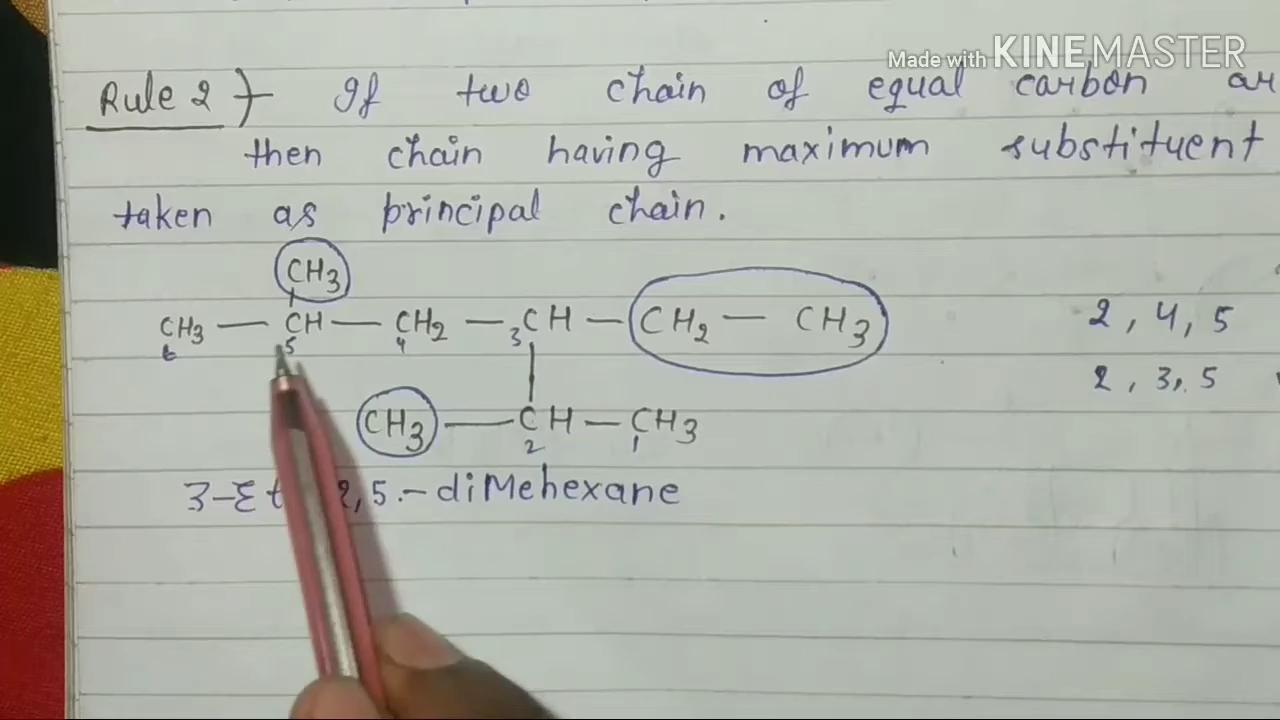 Made with KINEMASTER
Rule 2 )- If two chain of equal carbon ar
then chain having maximum substituent
taken as principal chain.
CH3
CH3 — CH — CH2 — CH — CH2 — CH3 2, 4, 5
6 5 4 3
2, 3, 5
CH3 — CH — CH3
2 1
3-Et 2,5.-diMehexane